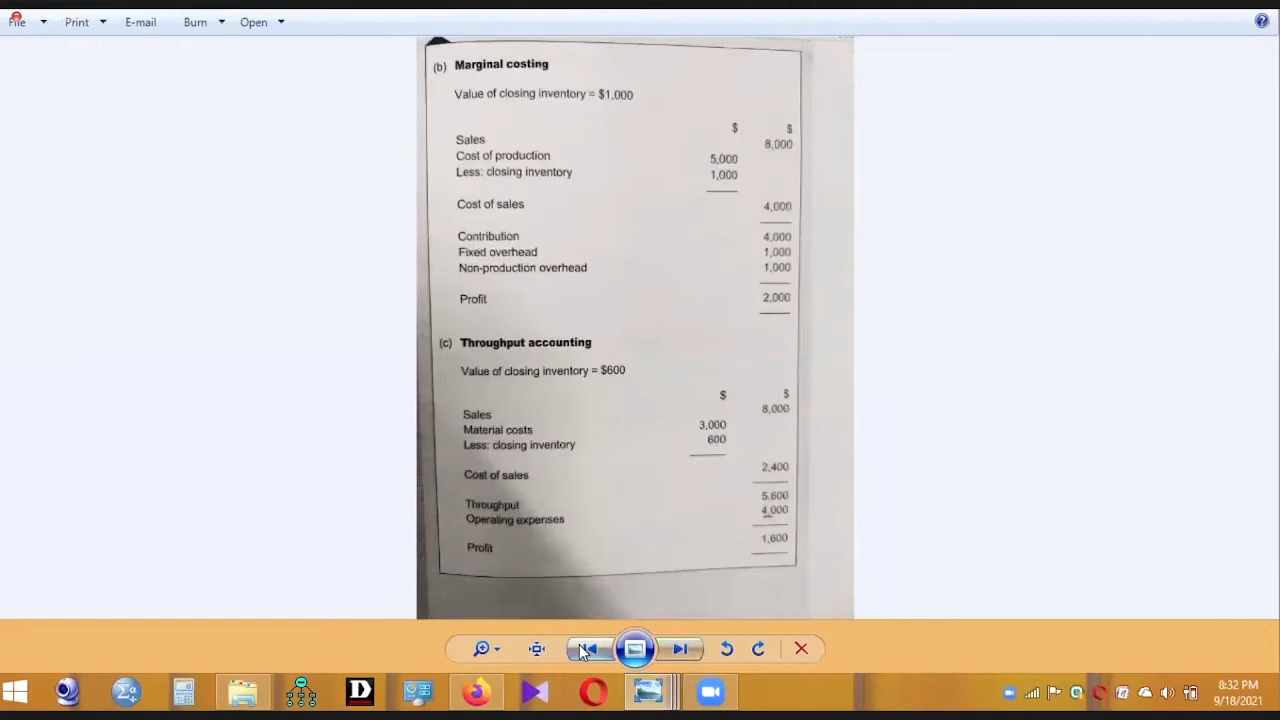 File Print E-mail Burn Open
(b) Marginal costing
Value of closing inventory = $1,000
$ $
Sales 8,000
Cost of production 5,000
Less: closing inventory 1,000
Cost of sales 4,000
Contribution 4,000
Fixed overhead 1,000
Non-production overhead 1,000
Profit 2,000
(c) Throughput accounting
Value of closing inventory = $600
$ $
Sales 8,000
Material costs 3,000
Less: closing inventory 600
Cost of sales 2,400
Throughput 5,600
Operating expenses 4,000
Profit 1,600
8:32 PM
9/18/2021